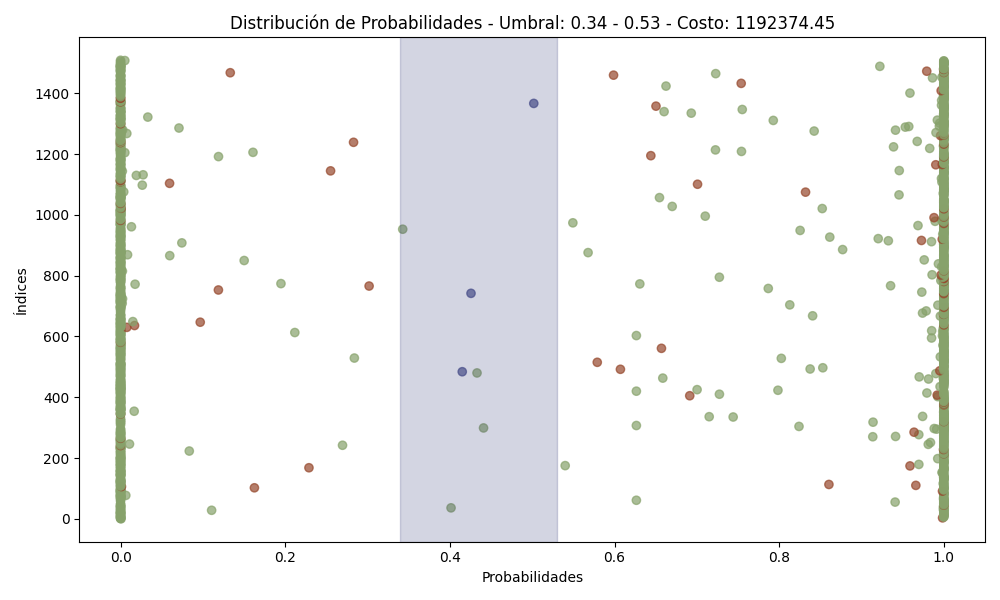 Distribución de Probabilidades - Umbral: 0.34 - 0.53 - Costo: 1192374.45
1400
1200
1000
800
600
400
200
0
Índices
0.0 0.2 0.4 0.6 0.8 1.0
Probabilidades